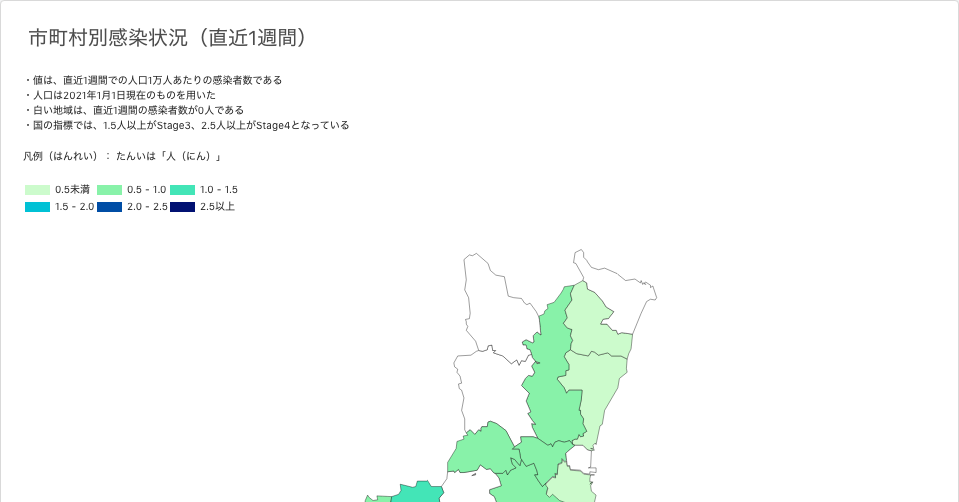 市町村別感染状況（直近1週間）
・値は、直近1週間での人口1万人あたりの感染者数である
・人口は2021年1月1日現在のものを用いた
・白い地域は、直近1週間の感染者数が0人である
・国の指標では、1.5人以上がStage3、2.5人以上がStage4となっている
凡例（はんれい）： たんいは「人（にん）」
0.5未満 0.5 - 1.0 1.0 - 1.5
1.5 - 2.0 2.0 - 2.5 2.5以上